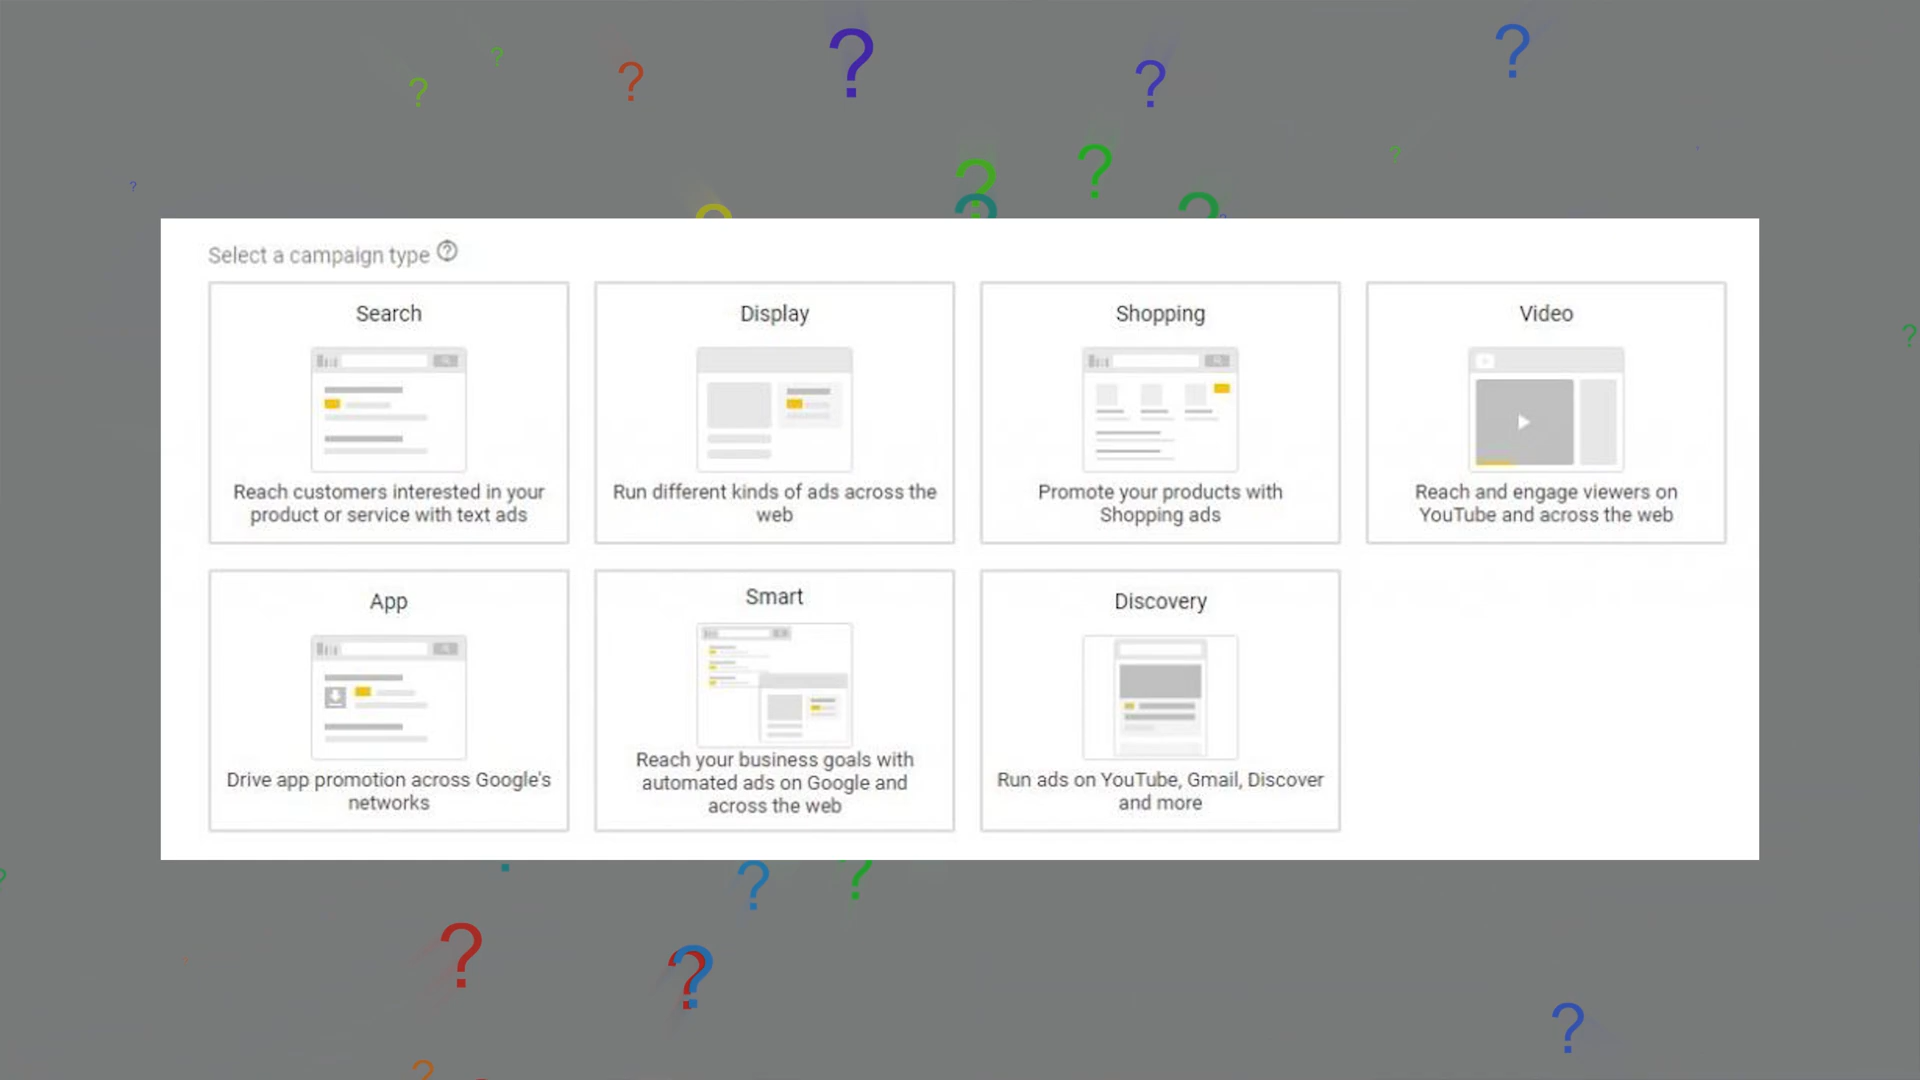 Select a campaign type ?
Search
Reach customers interested in your
product or service with text ads
Display
Run different kinds of ads across the
web
Shopping
Promote your products with
Shopping ads
Video
Reach and engage viewers on
YouTube and across the web
App
Drive app promotion across Google's
networks
Smart
Reach your business goals with
automated ads on Google and
across the web
Discovery
Run ads on YouTube, Gmail, Discover
and more